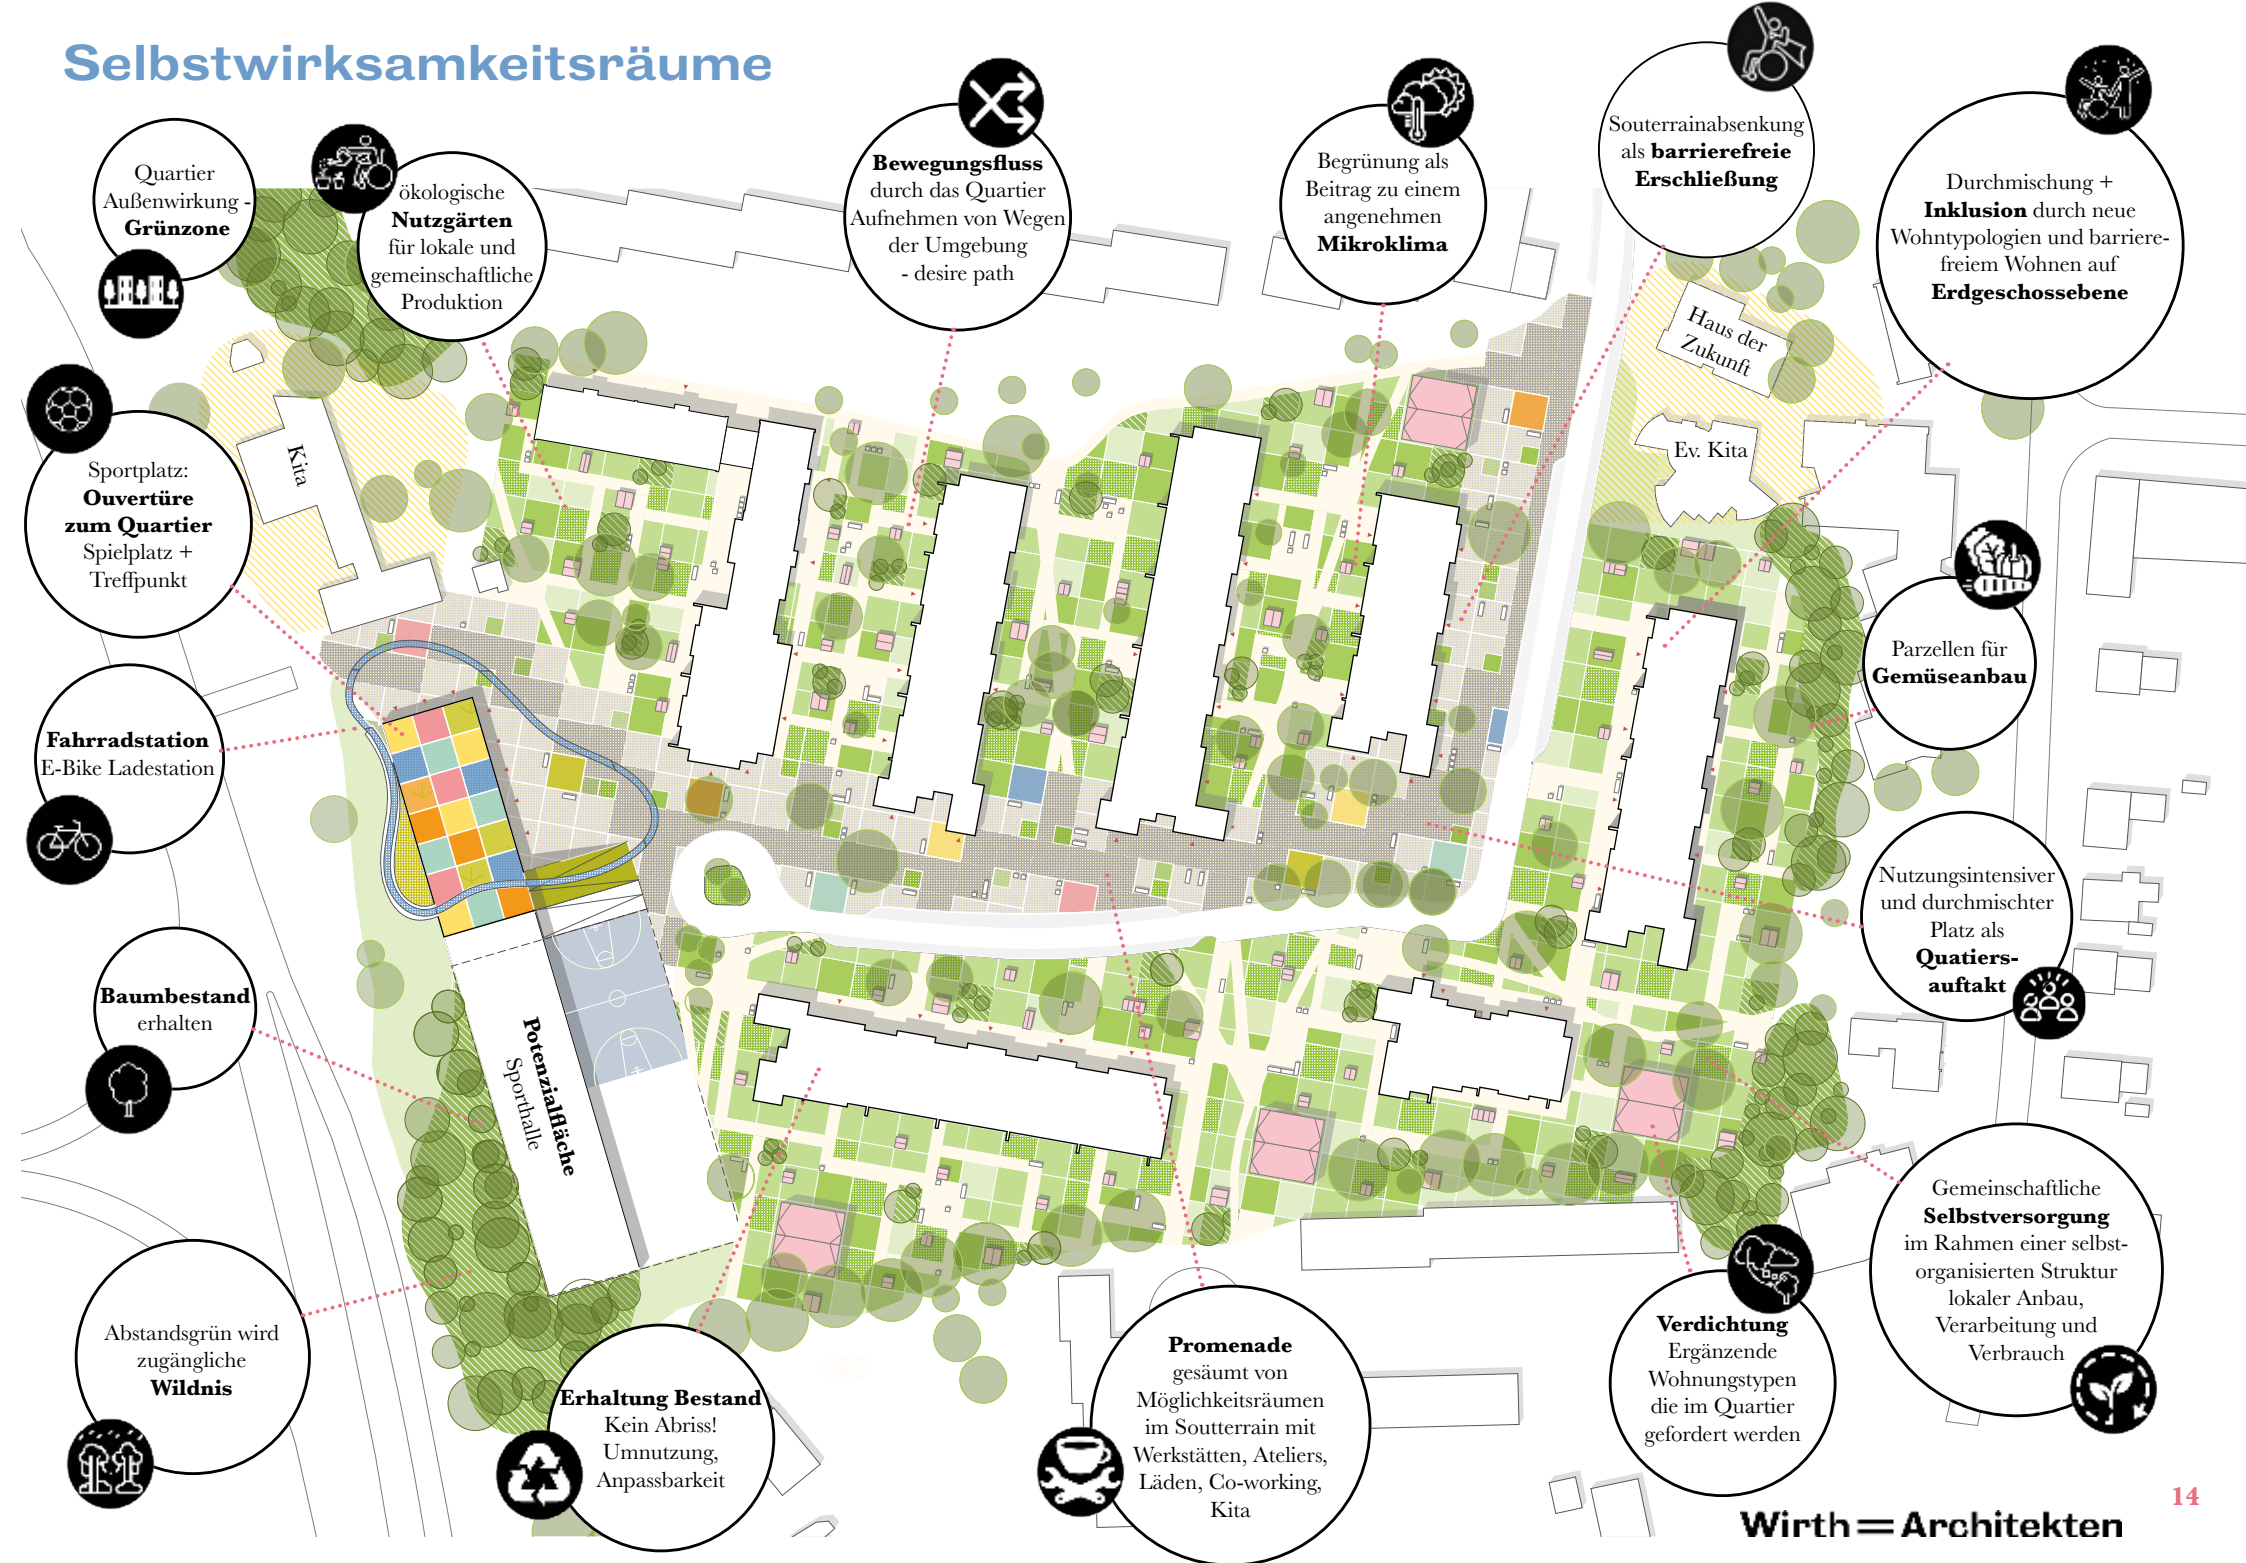 Selbstwirksamkeitsräume
Quartier
Außenwirkung -
Grünzone
ökologische
Nutzgärten
für lokale und
gemeinschaftliche
Produktion
Bewegungsfluss
durch das Quartier
Aufnehmen von Wegen
der Umgebung
- desire path
Begrünung als
Beitrag zu einem
angenehmen
Mikroklima
Souterrainabsenkung
als barrierefreie
Erschließung
Durchmischung +
Inklusion durch neue
Wohntypologien und barriere-
freiem Wohnen auf
Erdgeschossebene
Haus der
Zukunft
Ev. Kita
Kita
Sportplatz:
Ouvertüre
zum Quartier
Spielplatz +
Treffpunkt
Parzellen für
Gemüseanbau
Fahrradstation
E-Bike Ladestation
Nutzungsintensiver
und durchmischter
Platz als
Quatiers-
auftakt
Baumbestand
erhalten
Potenzialfläche
Sporthalle
Gemeinschaftliche
Selbstversorgung
im Rahmen einer selbst-
organisierten Struktur
lokaler Anbau,
Verarbeitung und
Verbrauch
Abstandsgrün wird
zugängliche
Wildnis
Erhaltung Bestand
Kein Abriss!
Umnutzung,
Anpassbarkeit
Promenade
gesäumt von
Möglichkeitsräumen
im Soutterrain mit
Werkstätten, Ateliers,
Läden, Co-working,
Kita
Verdichtung
Ergänzende
Wohnungstypen
die im Quartier
gefordert werden
14
Wirth=Architekten